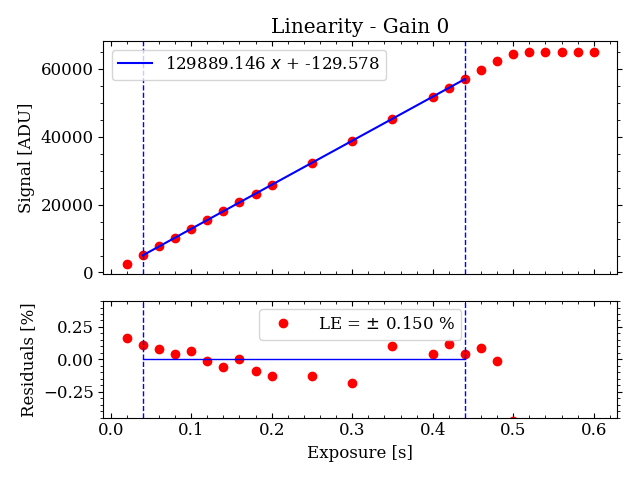 Linearity - Gain 0
129889.146 x + -129.578
Signal [ADU]
60000
40000
20000
0
LE = ± 0.150 %
Residuals [%]
0.25
0.00
−0.25
0.0 0.1 0.2 0.3 0.4 0.5 0.6
Exposure [s]